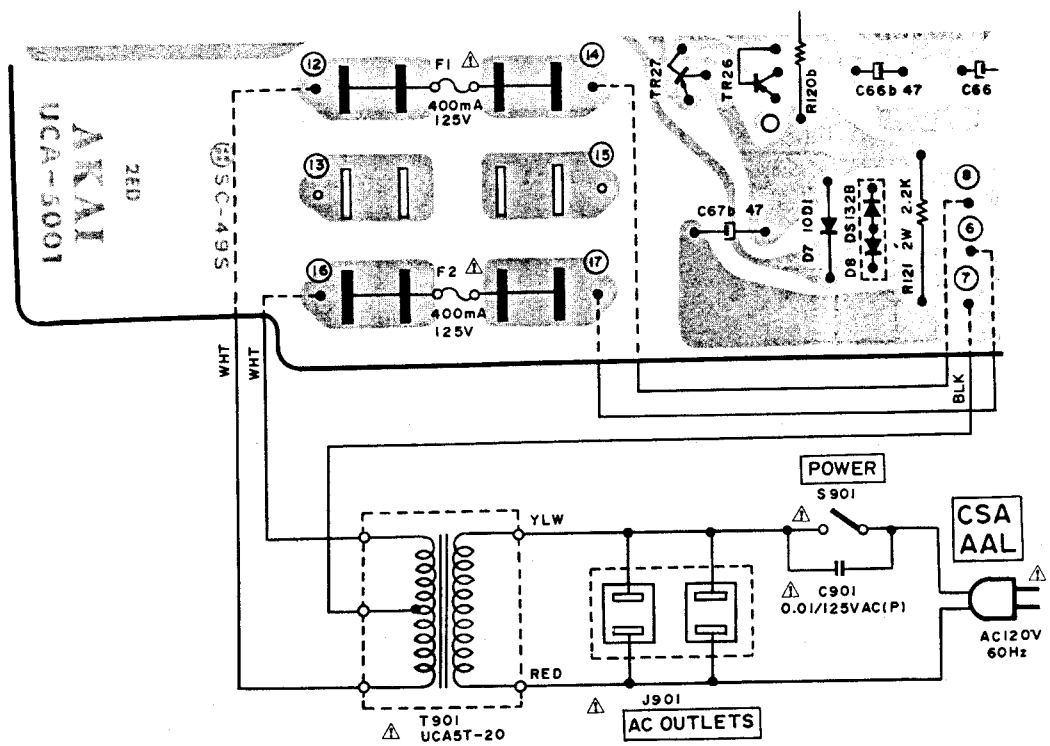 12
F1
400mA
125V
14
TR27
TR26
R120b
C66b 47
C66
AKAI
UCA-5001
2ED
SC-49S
13
15
C67b 47
D7 10D1
D8 DS132B
R121 2W 2.2K
8
6
7
16
F2
400mA
125V
17
WHT
WHT
BLK
POWER
S901
YLW
C901
0.01/125VAC(P)
CSA
AAL
AC120V
60Hz
RED
T901
UCA5T-20
J901
AC OUTLETS